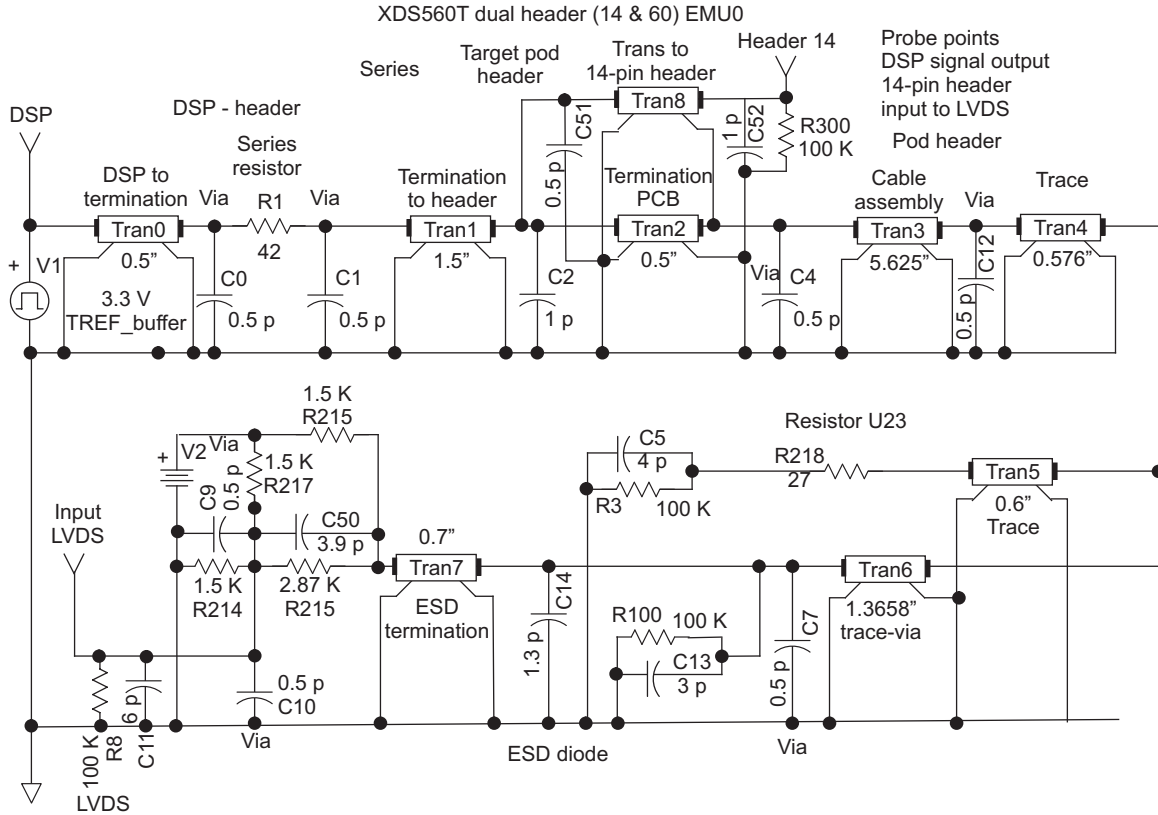 XDS560T dual header (14 & 60) EMU0
Series
Target pod
header
Trans to
14-pin header
Header 14
Probe points
DSP signal output
14-pin header
input to LVDS
Pod header
DSP
DSP - header
Series
resistor
DSP to
termination
Via
R1
Via
Termination
to header
C51
0.5 p
Tran8
1 p
C52
R300
100 K
Termination
PCB
Cable
assembly
Via
Trace
Tran0
42
Tran1
Tran2
Tran3
Tran4
+
V1
0.5”
3.3 V
TREF_buffer
C0
0.5 p
C1
0.5 p
1.5”
C2
1 p
0.5”
Via
C4
0.5 p
5.625”
C12
0.5 p
0.576”
1.5 K
R215
Resistor U23
+
V2
Via
0.5 p
1.5 K
R217
C5
4 p
R218
27
Tran5
C9
R3
100 K
0.6”
Trace
Input
LVDS
C50
3.9 p
0.7”
Tran7
1.5 K
R214
2.87 K
R215
ESD
termination
C14
1.3 p
R100
100 K
C13
3 p
C7
0.5 p
Tran6
1.3658”
trace-via
100 K
R8
C11
6 p
0.5 p
C10
Via
ESD diode
Via
LVDS